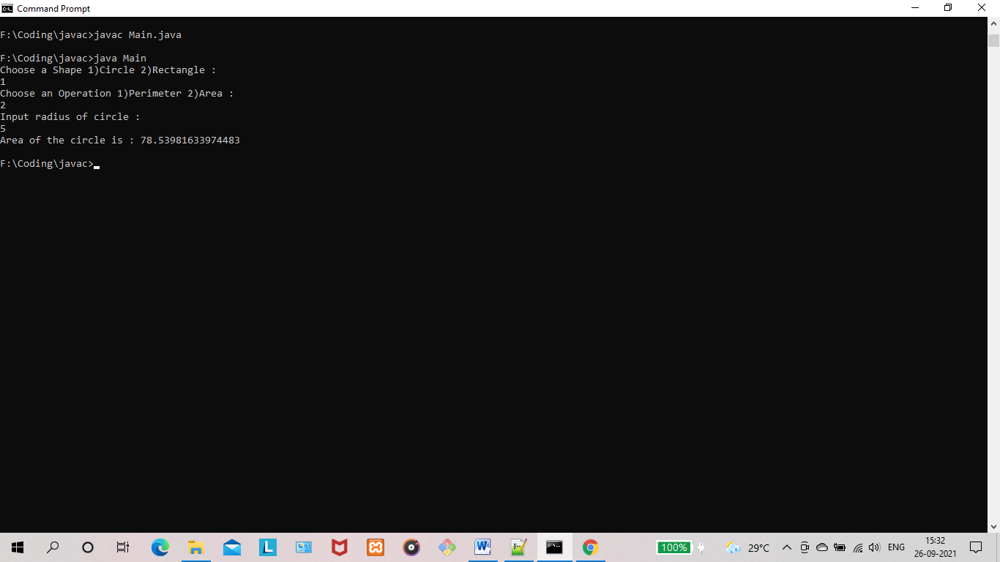 Command Prompt
F:\Coding\javac>javac Main.java
F:\Coding\javac>java Main
Choose a Shape 1)Circle 2)Rectangle :
1
Choose an Operation 1)Perimeter 2)Area :
2
Input radius of circle :
5
Area of the circle is : 78.53981633974483
F:\Coding\javac>
100% 29°C ENG 15:32
26-09-2021